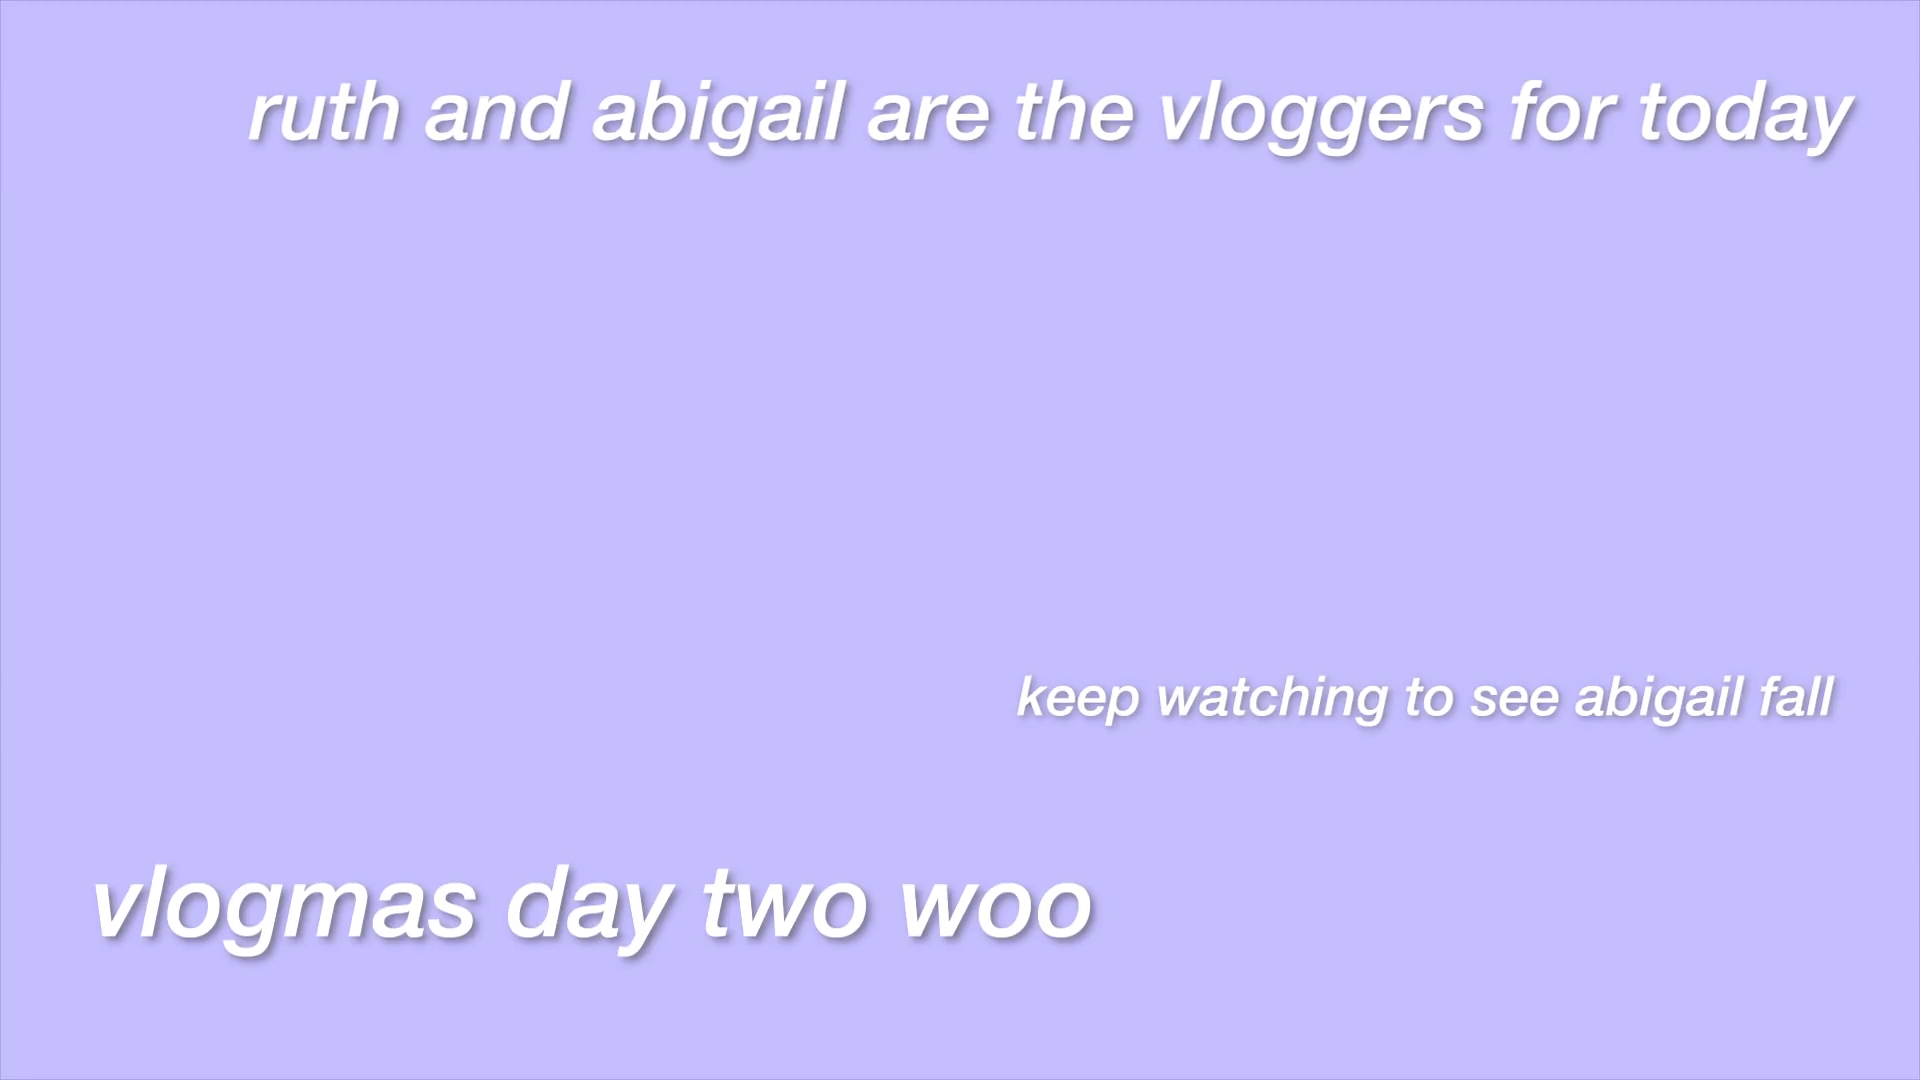 ruth and abigail are the vloggers for today
keep watching to see abigail fall
vlogmas day two woo